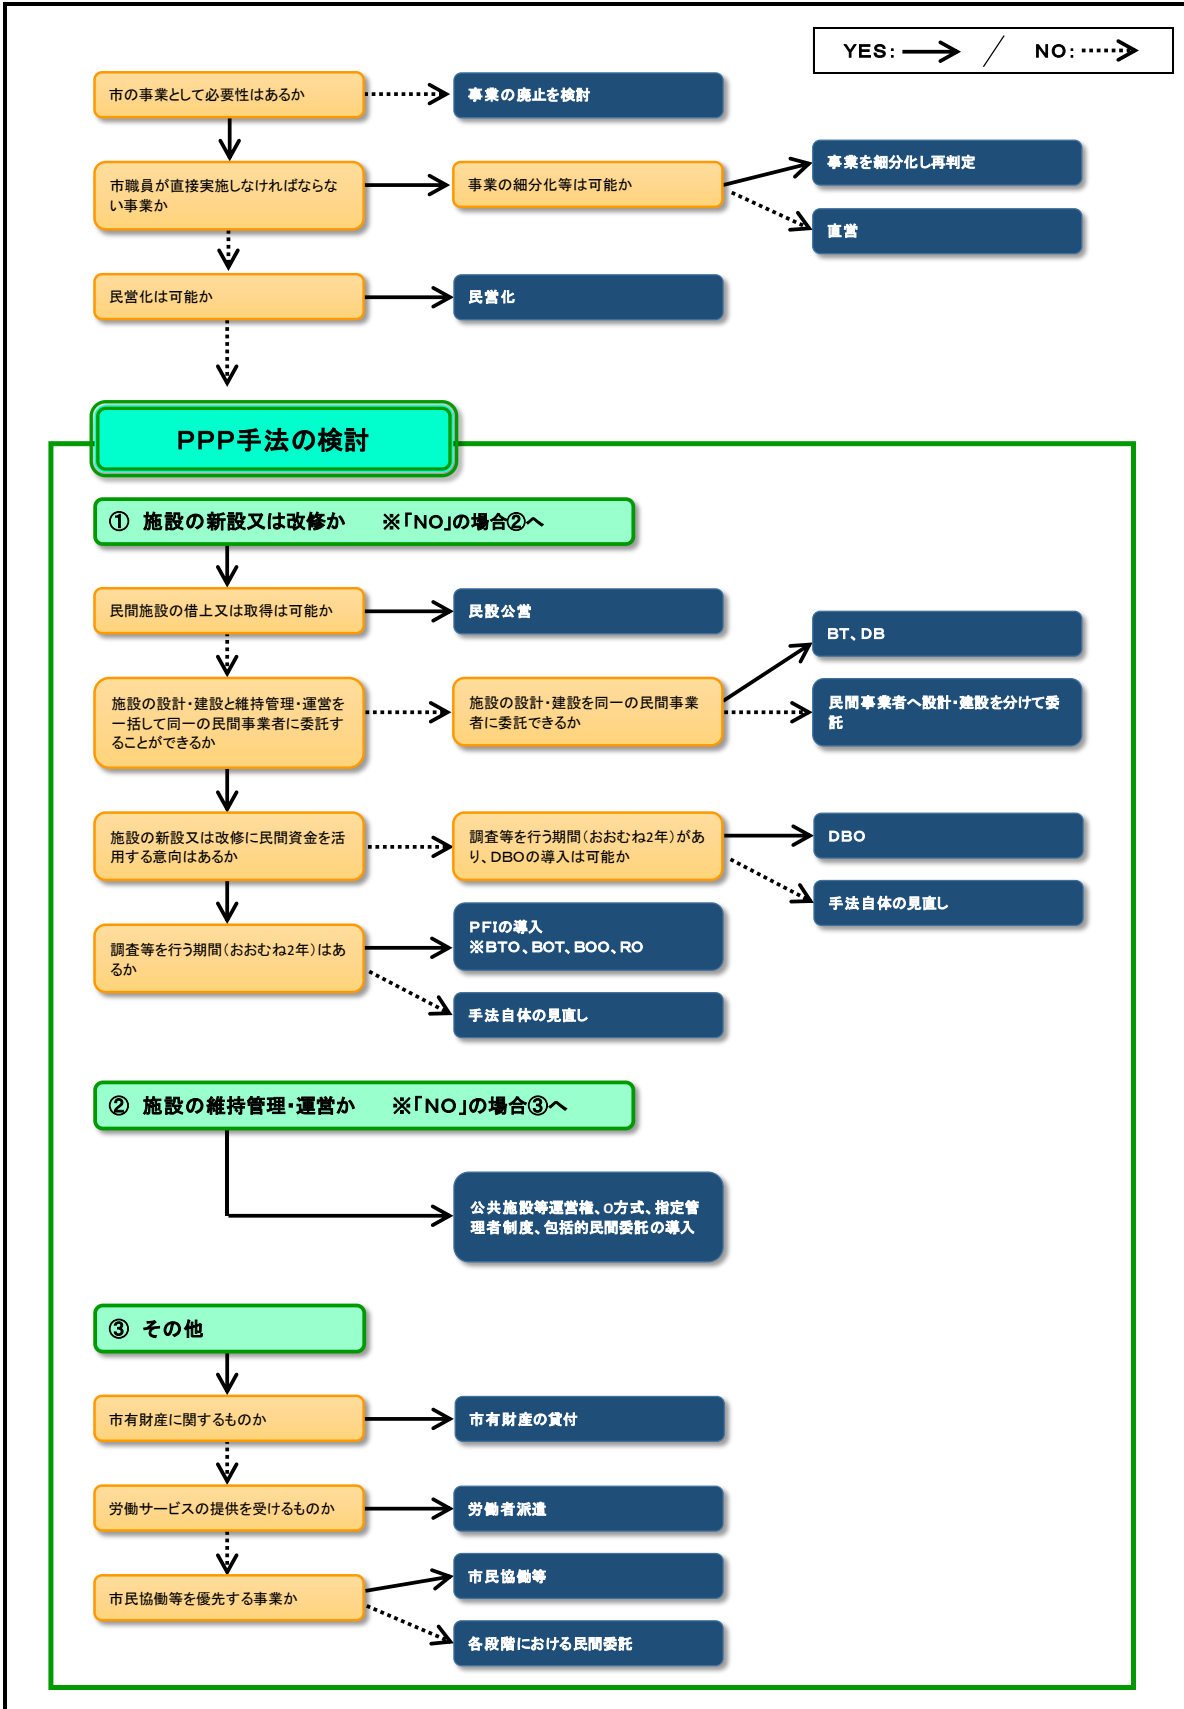 YES: / NO:
市の事業として必要性はあるか
事業の廃止を検討
市職員が直接実施しなければならな
い事業か
事業の細分化等は可能か
事業を細分化し再判定
直営
民営化は可能か
民営化
PPP手法の検討
① 施設の新設又は改修か ※「NO」の場合②へ
民間施設の借上又は取得は可能か
民設公営
BT、DB
施設の設計・建設と維持管理・運営を
一括して同一の民間事業者に委託す
ることができるか
施設の設計・建設を同一の民間事業
者に委託できるか
民間事業者へ設計・建設を分けて委
託
施設の新設又は改修に民間資金を活
用する意向はあるか
調査等を行う期間（おおむね2年）があ
り、DBOの導入は可能か
DBO
手法自体の見直し
調査等を行う期間（おおむね2年）はあ
るか
PFIの導入
※BTO、BOT、BOO、RO
手法自体の見直し
② 施設の維持管理・運営か ※「NO」の場合③へ
公共施設等運営権、O方式、指定管
理者制度、包括的民間委託の導入
③ その他
市有財産に関するものか
市有財産の貸付
労働サービスの提供を受けるものか
労働者派遣
市民協働等を優先する事業か
市民協働等
各段階における民間委託